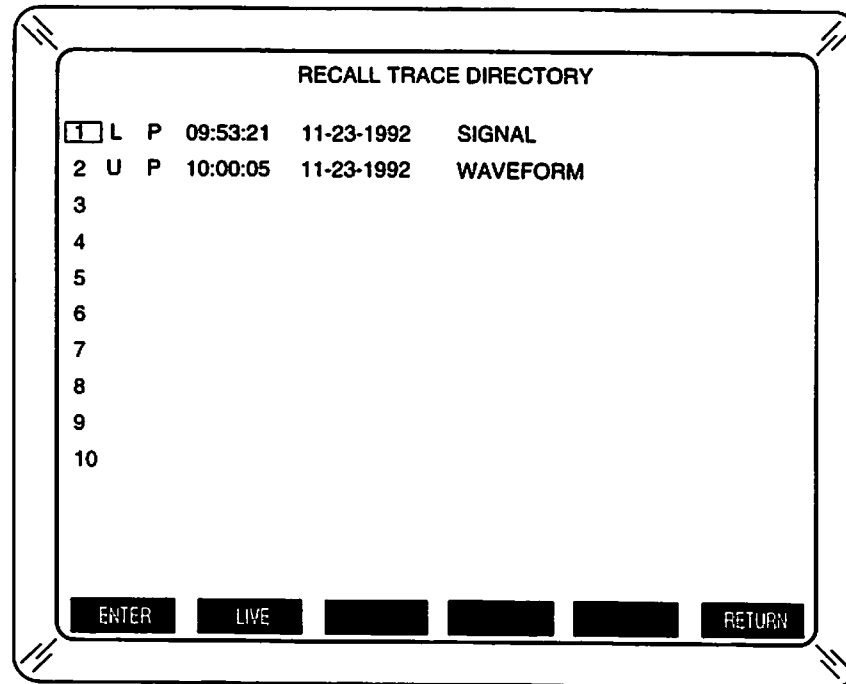 RECALL TRACE DIRECTORY
1 L P 09:53:21 11-23-1992 SIGNAL
2 U P 10:00:05 11-23-1992 WAVEFORM
3
4
5
6
7
8
9
10
ENTER LIVE RETURN